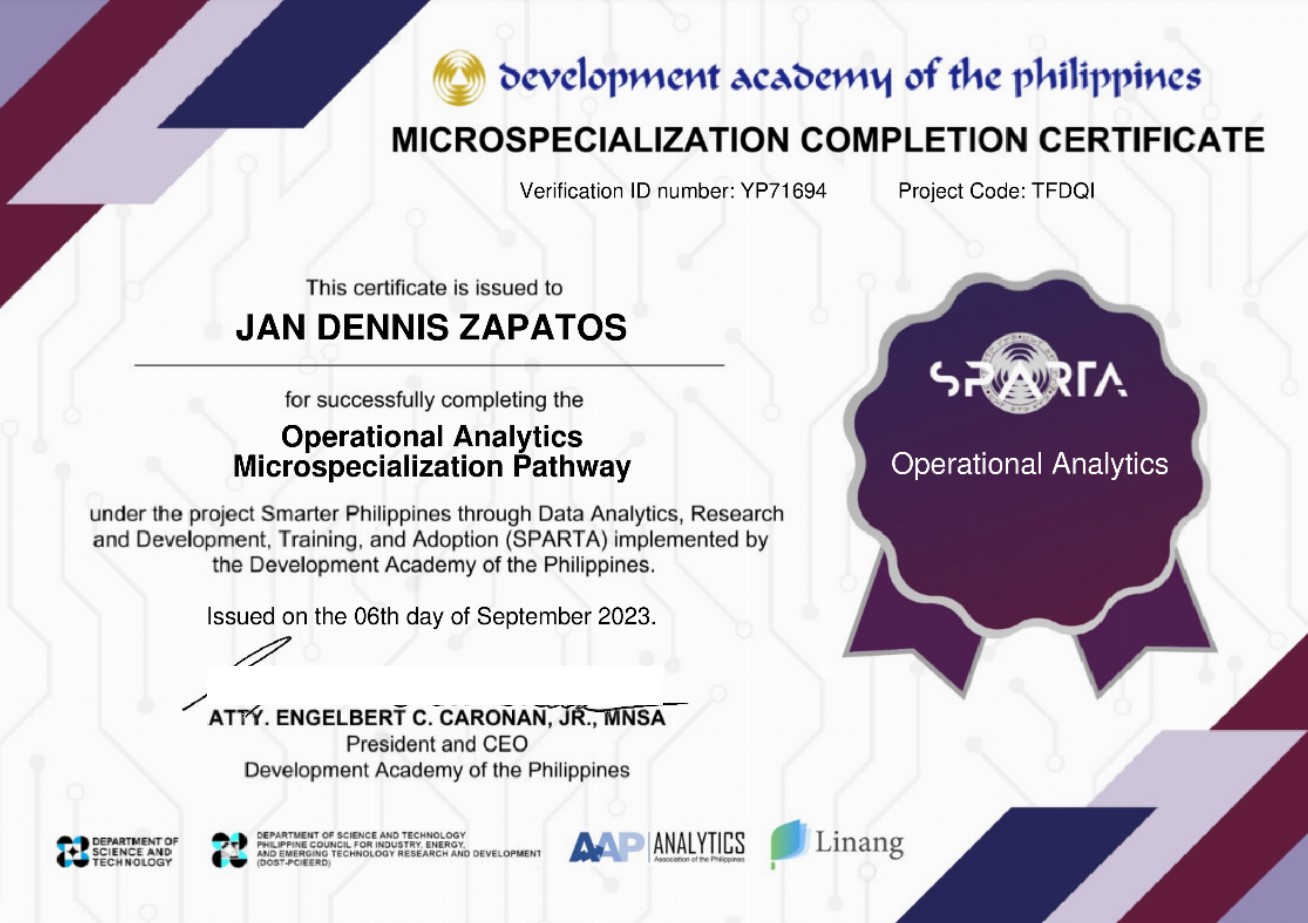 development academy of the philippines
MICROSPECIALIZATION COMPLETION CERTIFICATE
Verification ID number: YP71694 Project Code: TFDQI
This certificate is issued to
JAN DENNIS ZAPATOS
for successfully completing the
Operational Analytics
Microspecialization Pathway
under the project Smarter Philippines through Data Analytics, Research
and Development, Training, and Adoption (SPARTA) implemented by
the Development Academy of the Philippines.
Issued on the 06th day of September 2023.
ATTY. ENGELBERT C. CARONAN, JR., MNSA
President and CEO
Development Academy of the Philippines
SPARTA
Operational Analytics
DEPARTMENT OF
SCIENCE AND
TECHNOLOGY
DEPARTMENT OF SCIENCE AND TECHNOLOGY
PHILIPPINE COUNCIL FOR INDUSTRY, ENERGY,
AND EMERGING TECHNOLOGY RESEARCH AND DEVELOPMENT
(DOST-PCIEERD)
AAP ANALYTICS
Association of the Philippines
Linang